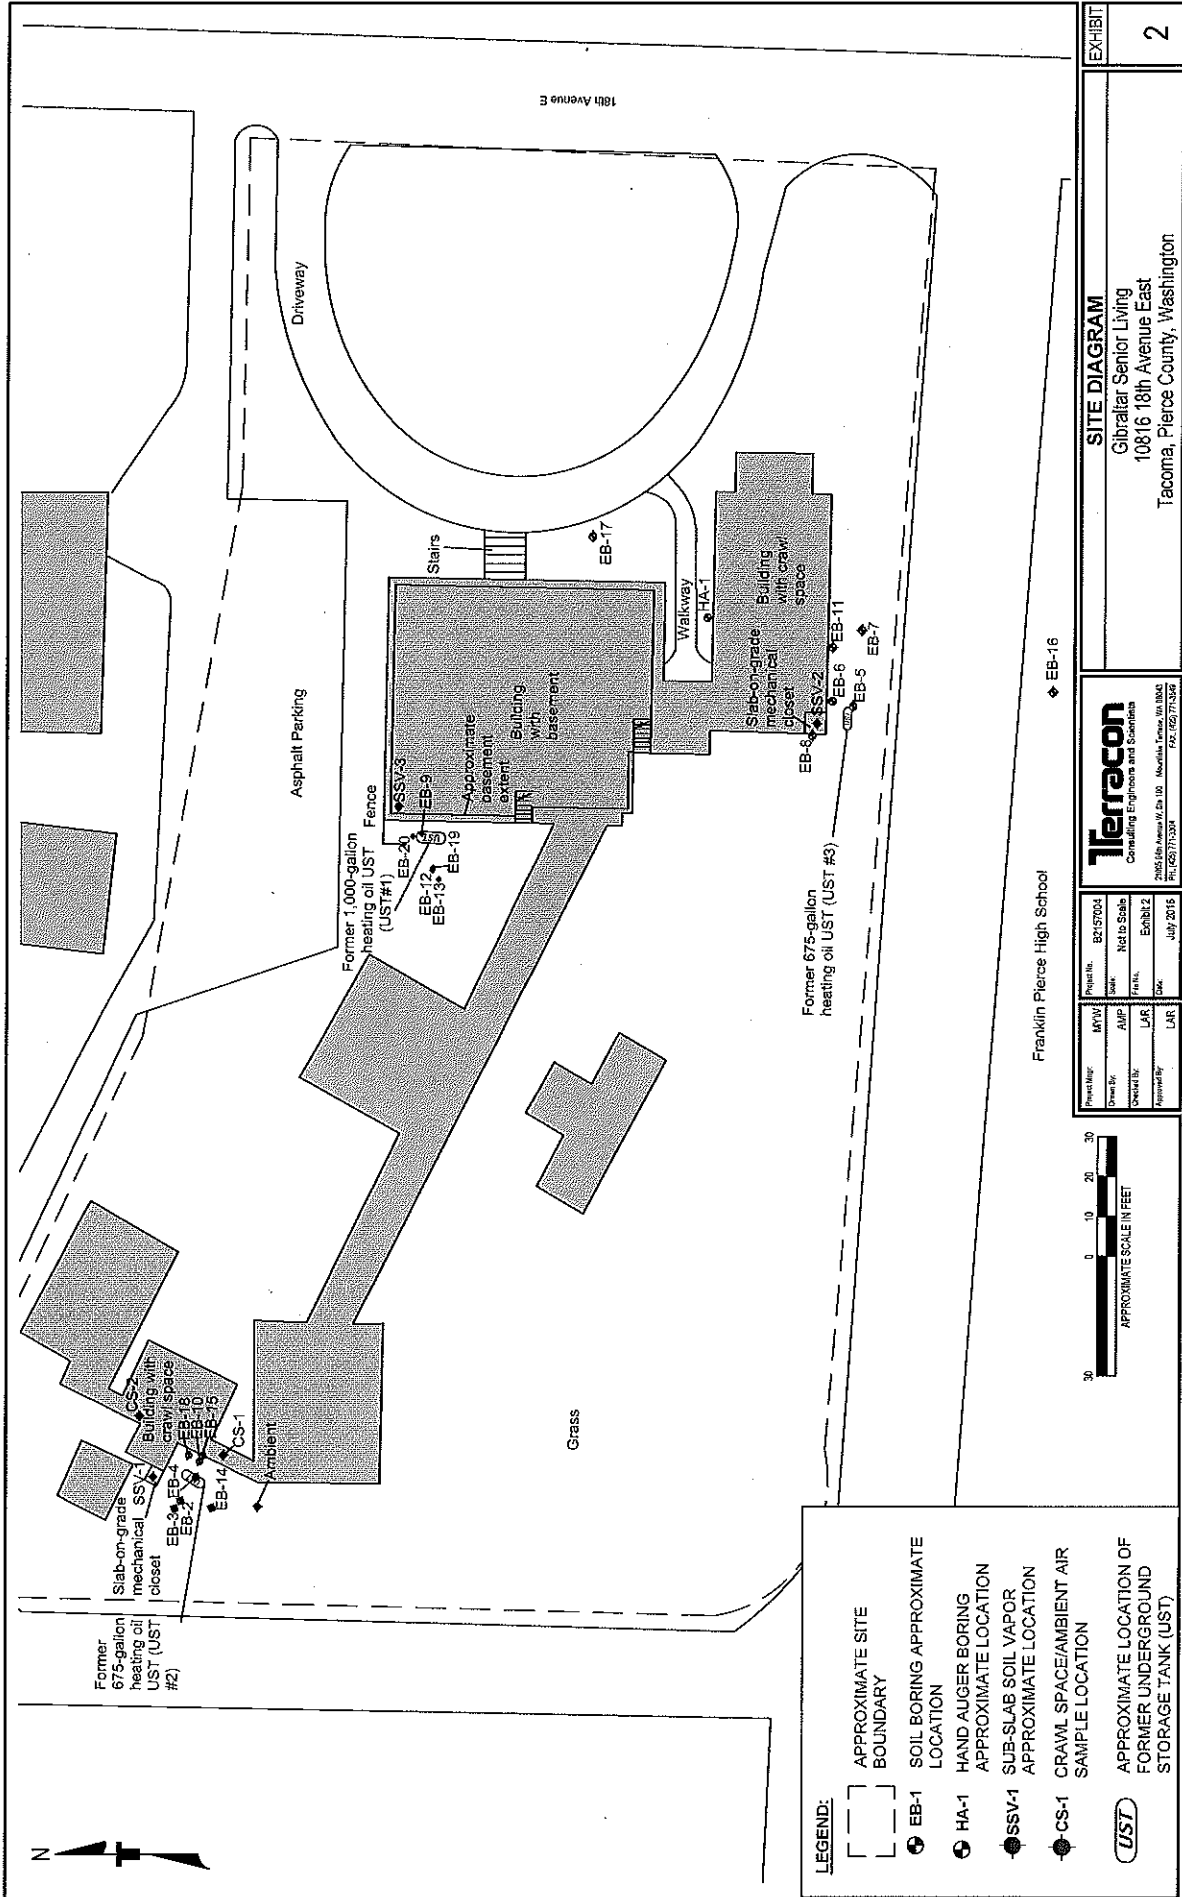 N
18th Avenue E
Driveway
Asphalt Parking
Stairs
EB-17
Walkway
HA-1
Slab-on-grade
mechanical
closet
Building
with crawl
space
SSV-2
EB-11
EB-6
EB-7
EB-5
EB-8
UST
EB-16
Fence
SSV-3
EB-9
Approximate
basement
extent
Building
with
basement
Former 1,000-gallon
heating oil UST
(UST#1)
EB-20
UST
EB-19
EB-12
EB-13
Former 675-gallon
heating oil UST (UST #3)
Franklin Pierce High School
Grass
CS-2
Building with
crawl space
EB-18
EB-10
EB-15
CS-1
Ambient
SSV-1
EB-4
EB-3
EB-2
EB-14
Slab-on-grade
mechanical
closet
Former
675-gallon
heating oil
UST (UST
#2)
LEGEND:
APPROXIMATE SITE
BOUNDARY
EB-1 SOIL BORING APPROXIMATE
LOCATION
HA-1 HAND AUGER BORING
APPROXIMATE LOCATION
SSV-1 SUB-SLAB SOIL VAPOR
APPROXIMATE LOCATION
CS-1 CRAWL SPACE/AMBIENT AIR
SAMPLE LOCATION
UST APPROXIMATE LOCATION OF
FORMER UNDERGROUND
STORAGE TANK (UST)
30 0 10 20 30
APPROXIMATE SCALE IN FEET
Project Mngr: MYW
Drawn By: AMP
Checked By: LAR
Approved By: LAR
Project No. B2157004
Scale: Not to Scale
File No. Exhibit 2
Date: July 2016
Terracon
Consulting Engineers and Scientists
SITE DIAGRAM
Gibraltar Senior Living
10816 18th Avenue East
Tacoma, Pierce County, Washington
EXHIBIT
2